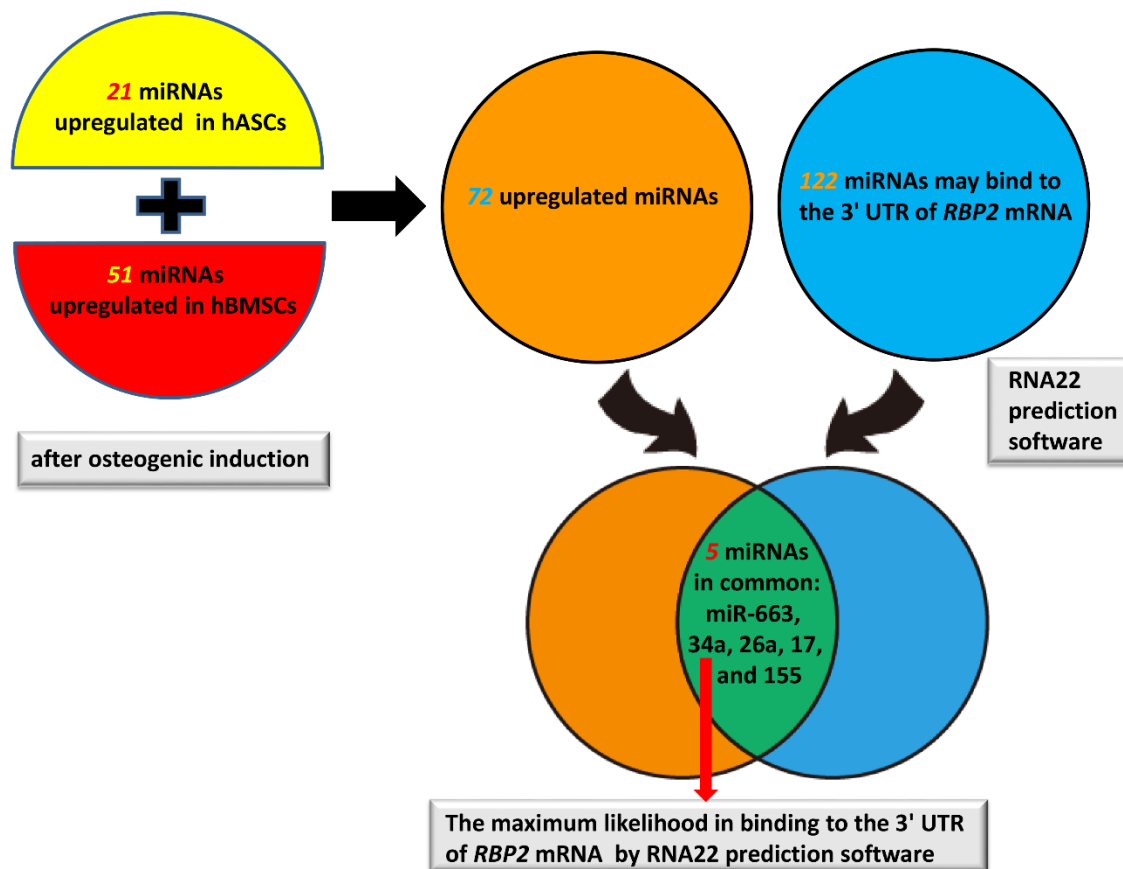 21 miRNAs
upregulated in hASCs
51 miRNAs
upregulated in hBMSCs
after osteogenic induction
72 upregulated miRNAs
122 miRNAs may bind to
the 3' UTR of RBP2 mRNA
RNA22
prediction
software
5 miRNAs
in common:
miR-663,
34a, 26a, 17,
and 155
The maximum likelihood in binding to the 3' UTR
of RBP2 mRNA by RNA22 prediction software